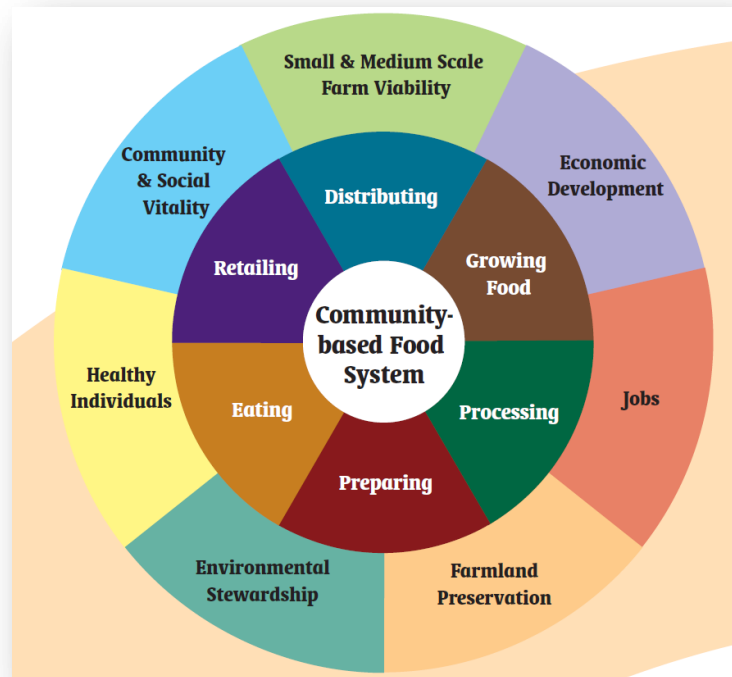 Small & Medium Scale
Farm Viability
Economic
Development
Jobs
Farmland
Preservation
Environmental
Stewardship
Healthy
Individuals
Community
& Social
Vitality
Distributing
Growing
Food
Processing
Preparing
Eating
Retailing
Community-
based Food
System